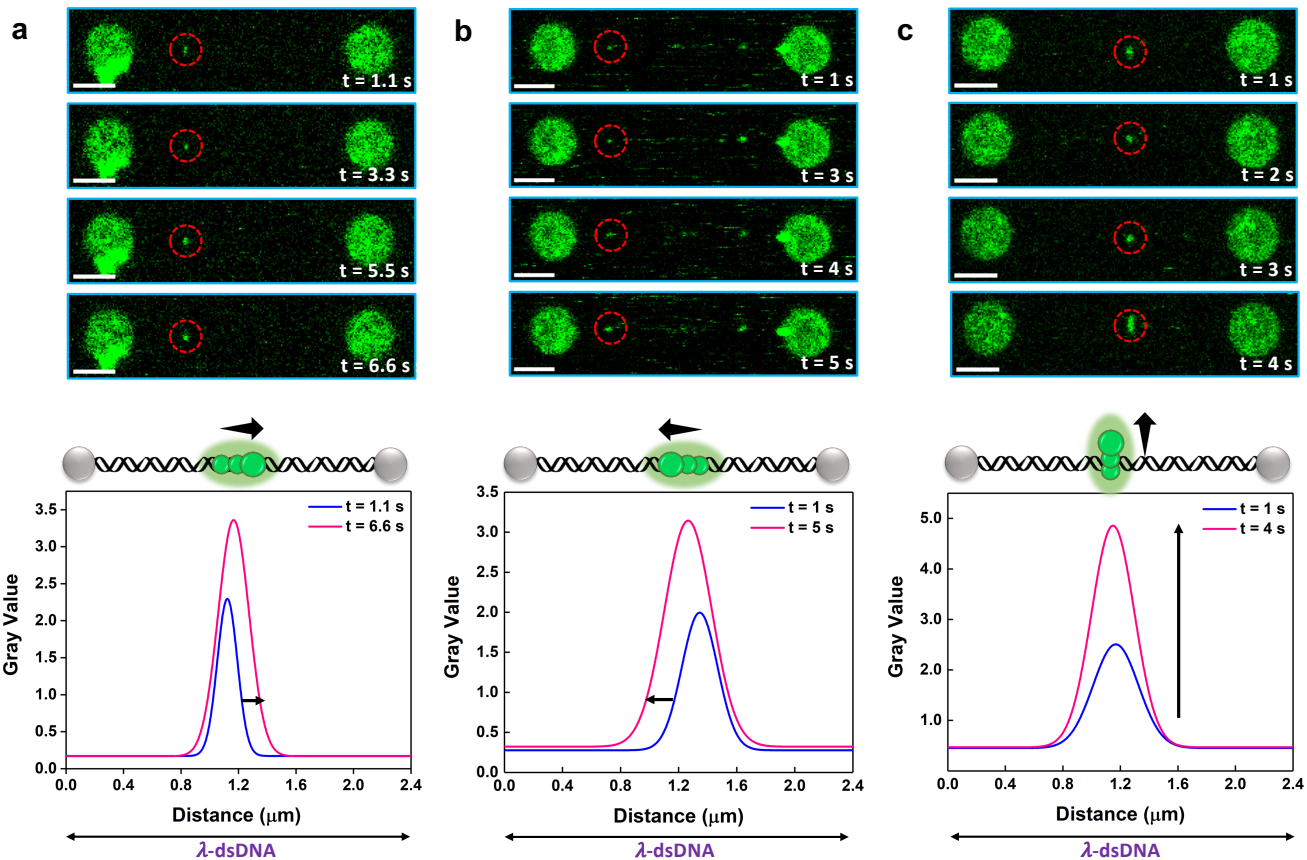 a
t = 1.1 s
t = 3.3 s
t = 5.5 s
t = 6.6 s
b
t = 1 s
t = 3 s
t = 4 s
t = 5 s
c
t = 1 s
t = 2 s
t = 3 s
t = 4 s
Gray Value
3.5
3.0
2.5
2.0
1.5
1.0
0.5
0.0
t = 1.1 s
t = 6.6 s
0.0 0.4 0.8 1.2 1.6 2.0 2.4
Distance (μm)
λ-dsDNA
Gray Value
3.5
3.0
2.5
2.0
1.5
1.0
0.5
0.0
t = 1 s
t = 5 s
0.0 0.4 0.8 1.2 1.6 2.0 2.4
Distance (μm)
λ-dsDNA
Gray Value
5.0
4.0
3.0
2.0
1.0
t = 1 s
t = 4 s
0.0 0.4 0.8 1.2 1.6 2.0 2.4
Distance (μm)
λ-dsDNA